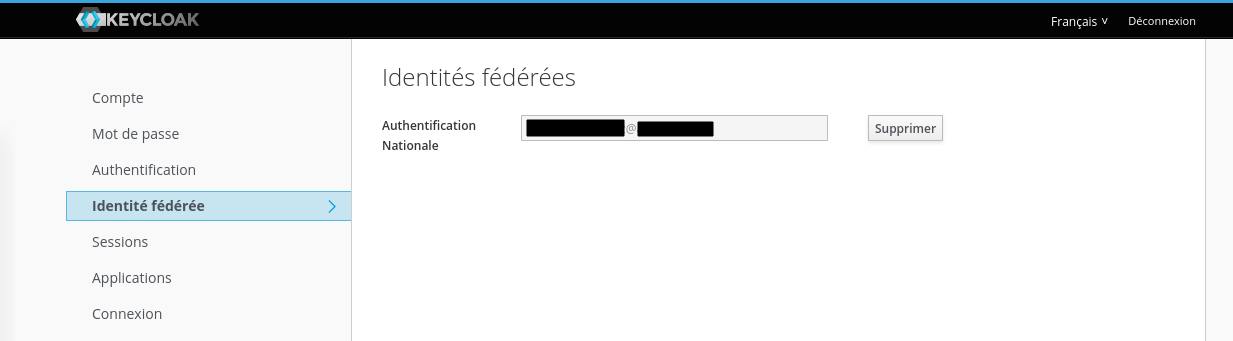 KEYCLOAK
Français v
Déconnexion
Compte
Mot de passe
Authentification
Identité fédérée
Sessions
Applications
Connexion
Identités fédérées
Authentification
Nationale
@
Supprimer